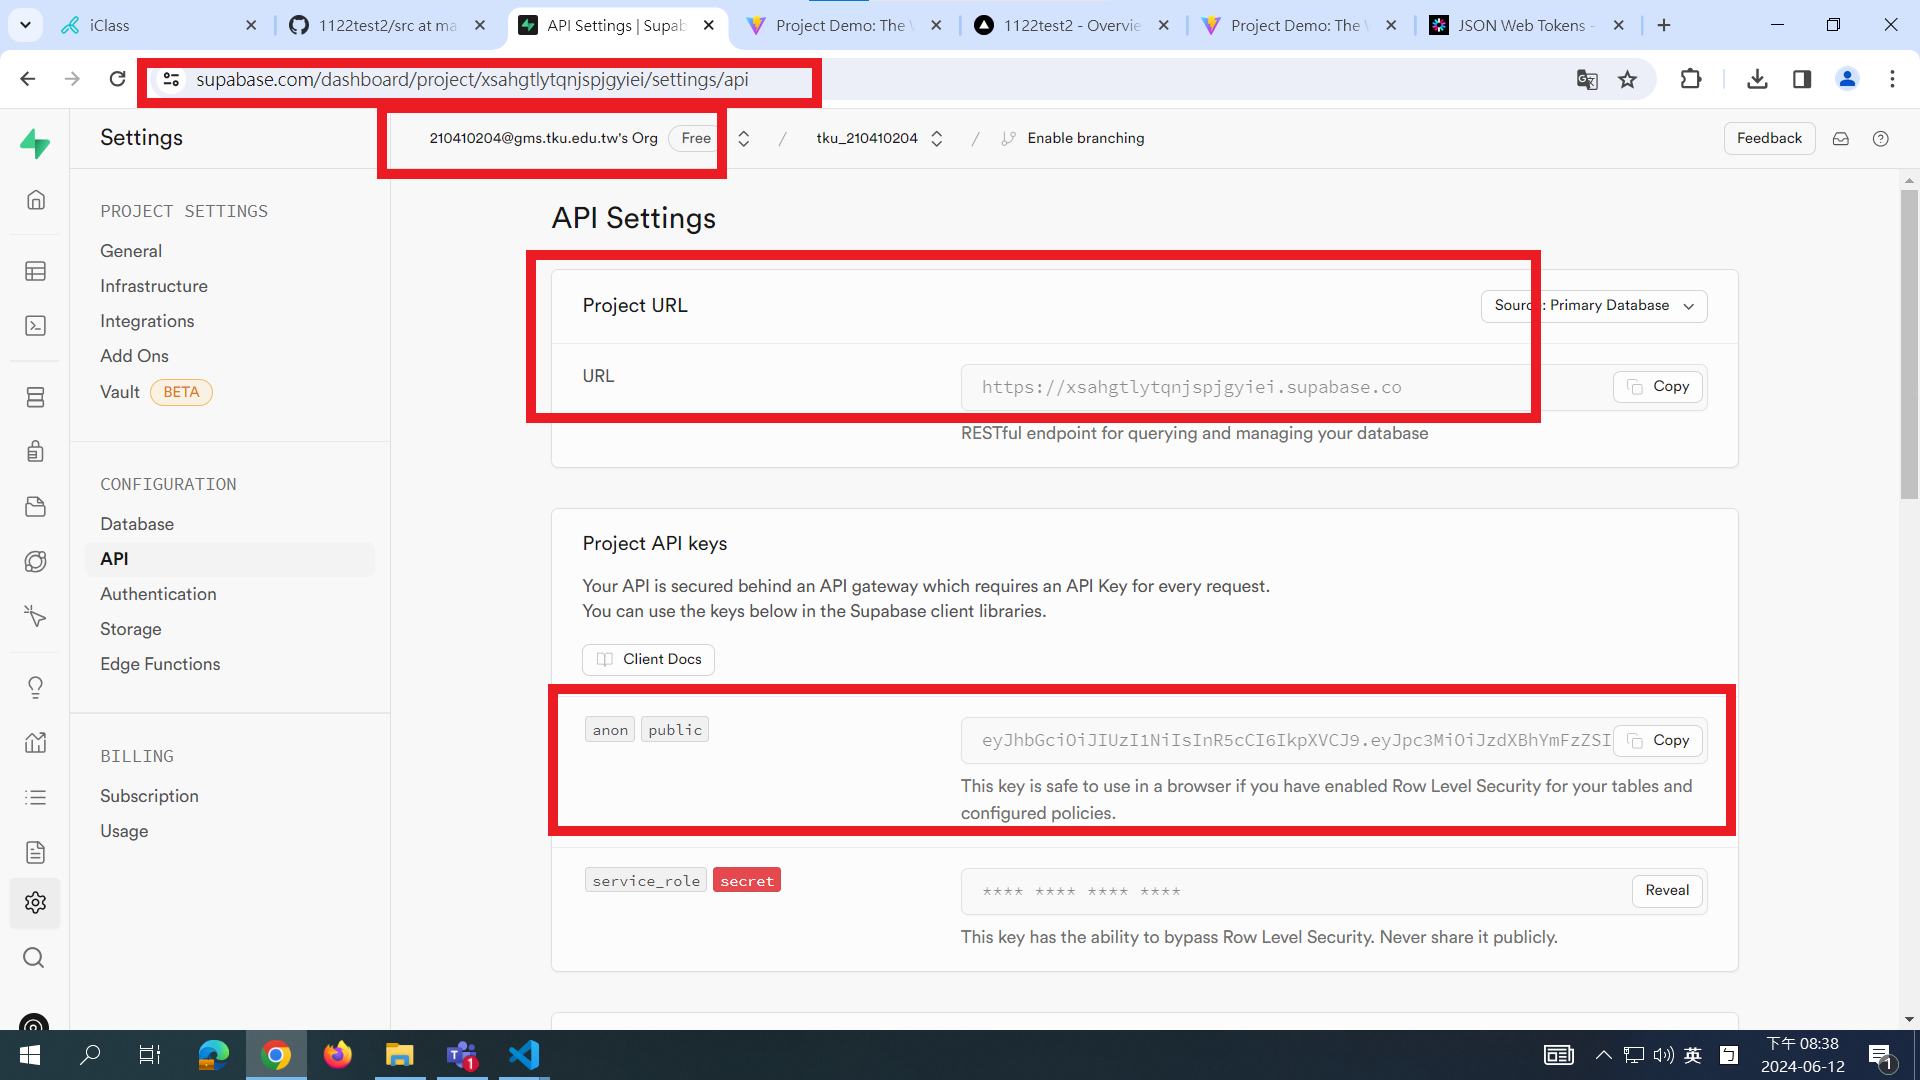 iClass
1122test2/src at ma
API Settings | Supab
Project Demo: The
1122test2 - Overvie
Project Demo: The
JSON Web Tokens -
supabase.com/dashboard/project/xsahgtlytqnjspjgyiei/settings/api
Settings
210410204@gms.tku.edu.tw's Org Free / tku_210410204 / Enable branching
Feedback
PROJECT SETTINGS
General
Infrastructure
Integrations
Add Ons
Vault BETA
CONFIGURATION
Database
API
Authentication
Storage
Edge Functions
BILLING
Subscription
Usage
API Settings
Project URL
Source: Primary Database
URL
https://xsahgtlytqnjspjgyiei.supabase.co
Copy
RESTful endpoint for querying and managing your database
Project API keys
Your API is secured behind an API gateway which requires an API Key for every request.
You can use the keys below in the Supabase client libraries.
Client Docs
anon public
eyJhbGciOiJIUzI1NiIsInR5cCI6IkpXVCJ9.eyJpc3MiOiJzdXBhYmFzZSI
Copy
This key is safe to use in a browser if you have enabled Row Level Security for your tables and
configured policies.
service_role secret
**** **** **** ****
Reveal
This key has the ability to bypass Row Level Security. Never share it publicly.
1
英
ㄅ
下午 08:38
2024-06-12
1